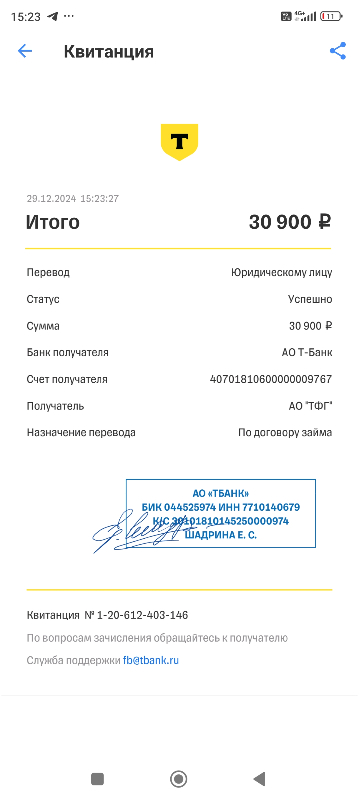 15:23
4G+
11
Квитанция
Т
29.12.2024 15:23:27
Итого 30 900 ₽
Перевод Юридическому лицу
Статус Успешно
Сумма 30 900 ₽
Банк получателя АО Т-Банк
Счет получателя 40701810600000009767
Получатель АО "ТФГ"
Назначение перевода По договору займа
АО «ТБАНК»
БИК 044525974 ИНН 7710140679
К/С 30101810145250000974
ШАДРИНА Е. С.
Квитанция № 1-20-612-403-146
По вопросам зачисления обращайтесь к получателю
Служба поддержки fb@tbank.ru